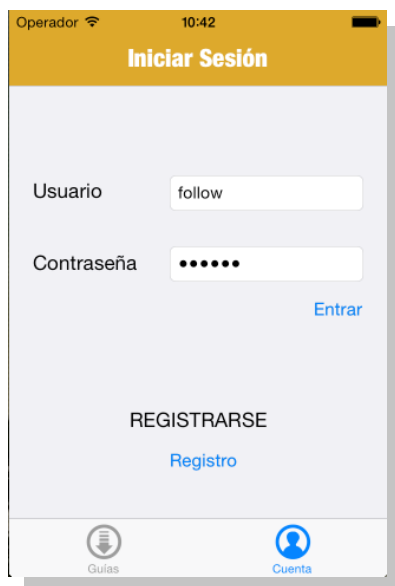 Operador 10:42
Iniciar Sesión
Usuario follow
Contraseña ●●●●●●
Entrar
REGISTRARSE
Registro
Guías Cuenta